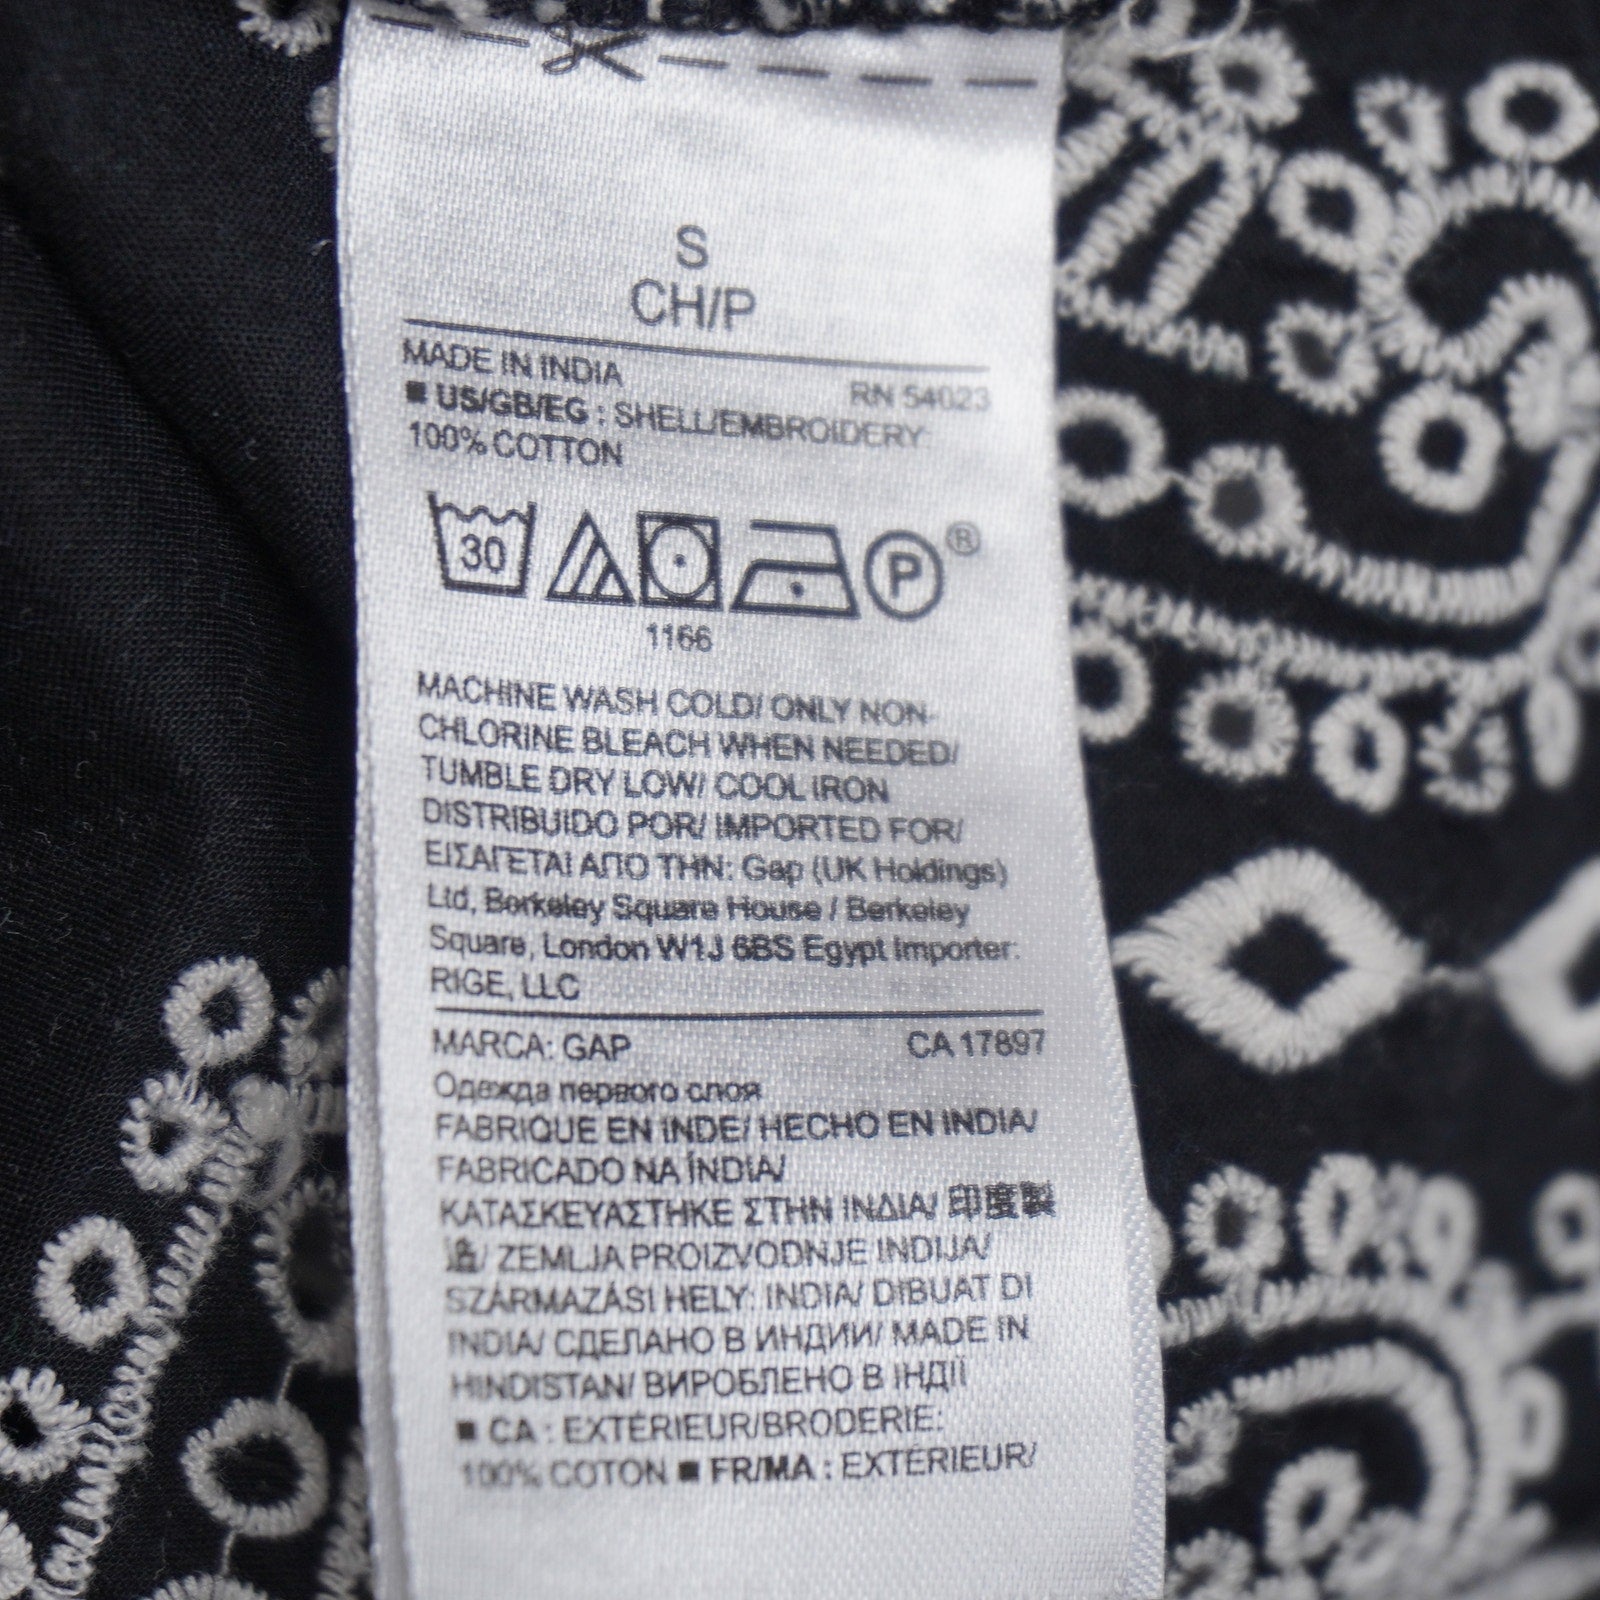 S
CH/P
MADE IN INDIA
RN 54023
■ US/GB/EG : SHELL/EMBROIDERY:
100% COTTON
30
P®
1166
MACHINE WASH COLD/ ONLY NON-
CHLORINE BLEACH WHEN NEEDED/
TUMBLE DRY LOW/ COOL IRON
DISTRIBUIDO POR/ IMPORTED FOR/
ΕΙΣΑΓΕΤΑΙ ΑΠΟ ΤΗΝ: Gap (UK Holdings)
Ltd, Berkeley Square House / Berkeley
Square, London W1J 6BS Egypt Importer:
RIGE, LLC
MARCA: GAP
CA 17897
Одежда первого слоя
FABRIQUE EN INDE/ HECHO EN INDIA/
FABRICADO NA ÍNDIA/
ΚΑΤΑΣΚΕΥΑΣΤΗΚΕ ΣΤΗΝ ΙΝΔΙΑ/ 印度製
造/ ZEMLJA PROIZVODNJE INDIJA/
SZÁRMAZÁSI HELY: INDIA/ DIBUAT DI
INDIA/ СДЕЛАНО В ИНДИИ/ MADE IN
HINDISTAN/ ВИРОБЛЕНО В ІНДІЇ
■ CA : EXTÉRIEUR/BRODERIE:
100% COTON ■ FR/MA : EXTÉRIEUR/